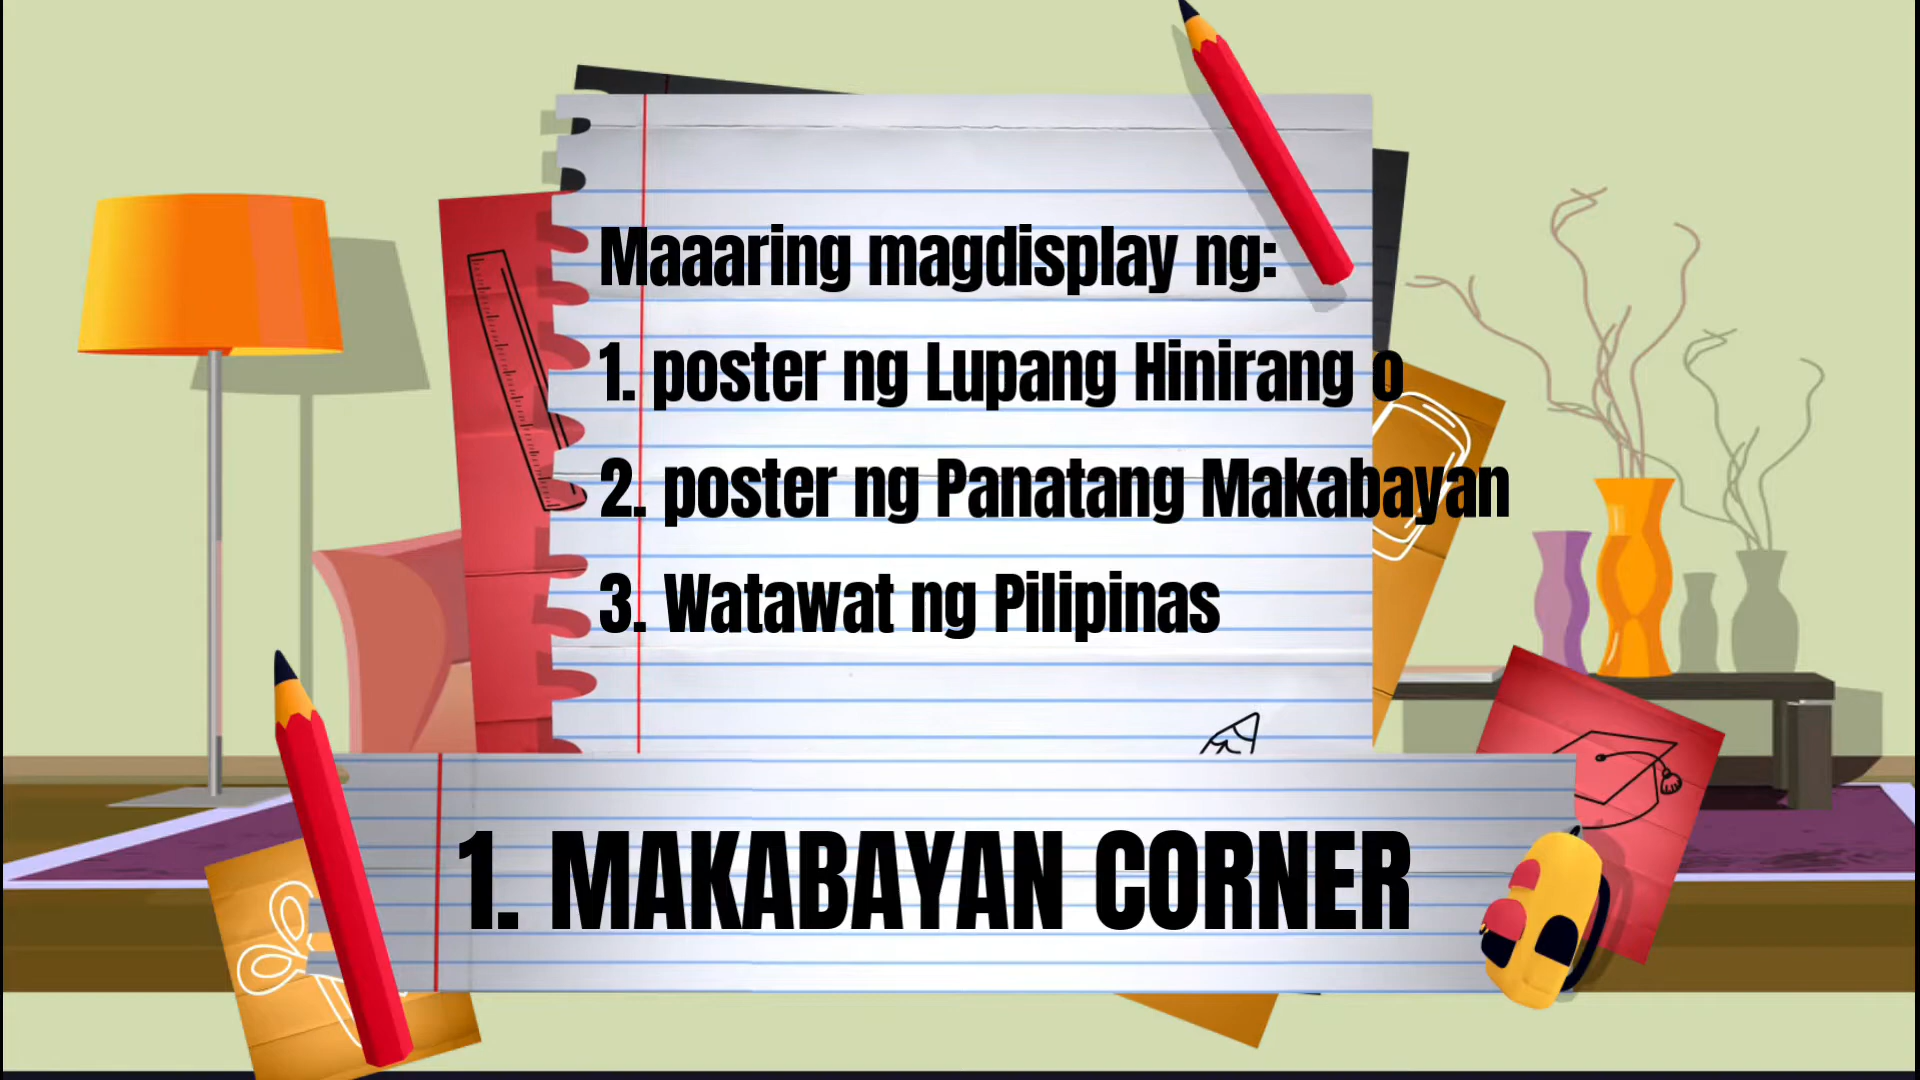 Maaaring magdisplay ng:
1. poster ng Lupang Hinirang o
2. poster ng Panatang Makabayan
3. Watawat ng Pilipinas
1. MAKABAYAN CORNER